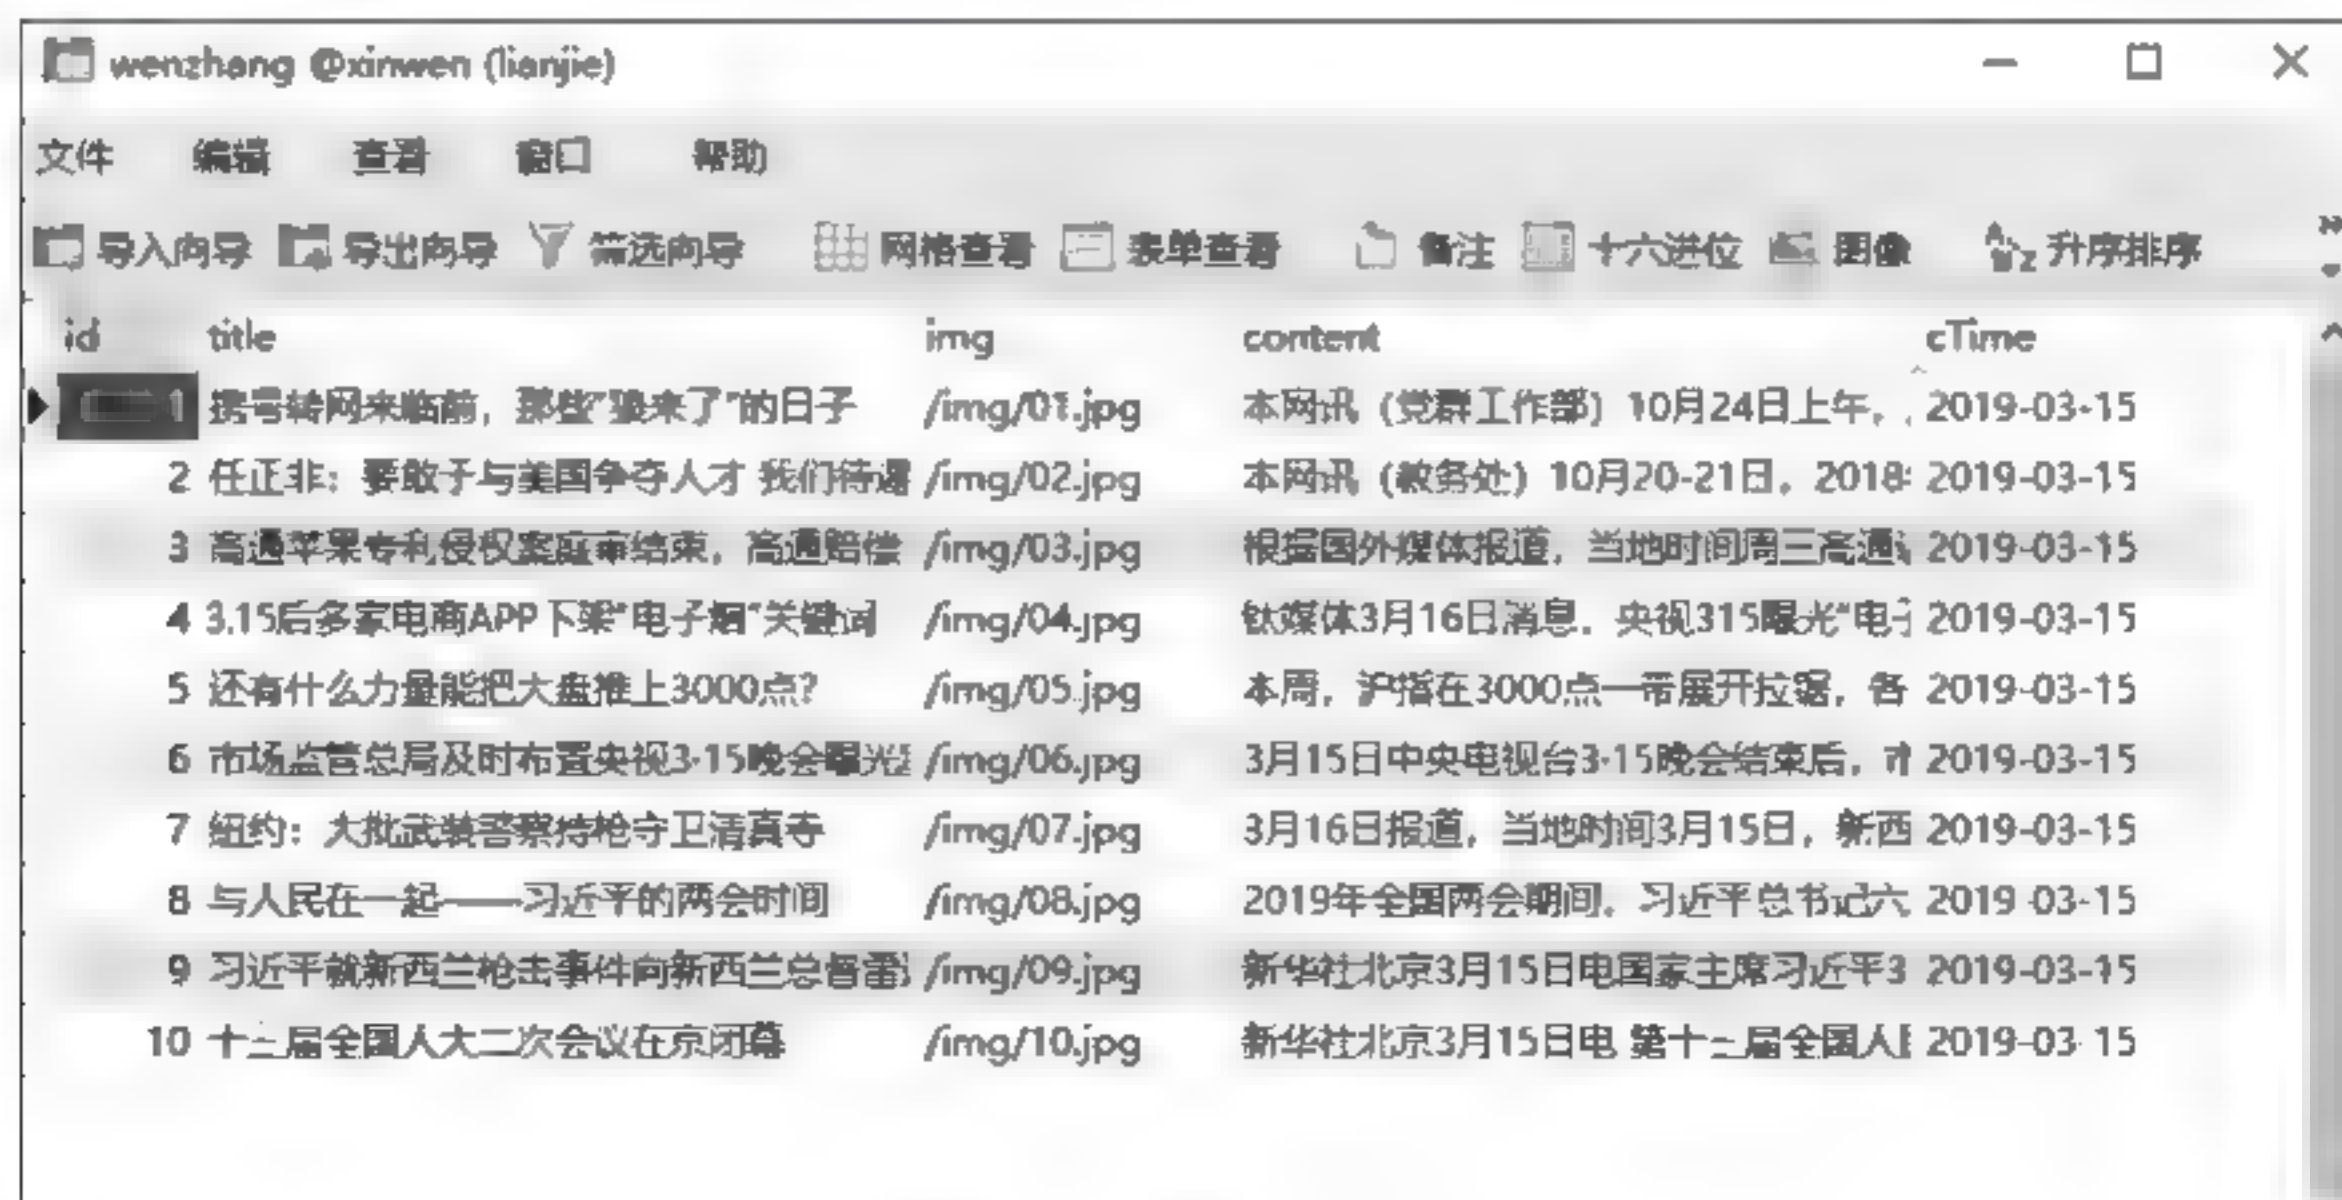 wenzhang @xinwen (lianjie)
文件 编辑 查看 窗口 帮助
导入向导 导出向导 筛选向导 网格查看 表单查看 备注 十六进位 图像 升序排序
id title img content cTime
1 携号转网来临前，那些"狼来了"的日子 /img/01.jpg 本网讯（党群工作部）10月24日上午， 2019-03-15
2 任正非：要敢于与美国争夺人才 我们待遇 /img/02.jpg 本网讯（教务处）10月20-21日，2018 2019-03-15
3 高通苹果专利侵权案庭审结束，高通赔偿 /img/03.jpg 根据国外媒体报道，当地时间周三高通 2019-03-15
4 3.15后多家电商APP下架"电子烟"关键词 /img/04.jpg 钛媒体3月16日消息，央视315曝光"电子 2019-03-15
5 还有什么力量能把大盘推上3000点? /img/05.jpg 本周，沪指在3000点一带展开拉锯，各 2019-03-15
6 市场监管总局及时布置央视3·15晚会曝光 /img/06.jpg 3月15日中央电视台3·15晚会结束后，市 2019-03-15
7 纽约：大批武装警察持枪守卫清真寺 /img/07.jpg 3月16日报道，当地时间3月15日，新西 2019-03-15
8 与人民在一起——习近平的两会时间 /img/08.jpg 2019年全国两会期间，习近平总书记六 2019-03-15
9 习近平就新西兰枪击事件向新西兰总督雷 /img/09.jpg 新华社北京3月15日电国家主席习近平3 2019-03-15
10 十三届全国人大二次会议在京闭幕 /img/10.jpg 新华社北京3月15日电 第十三届全国人民 2019-03-15